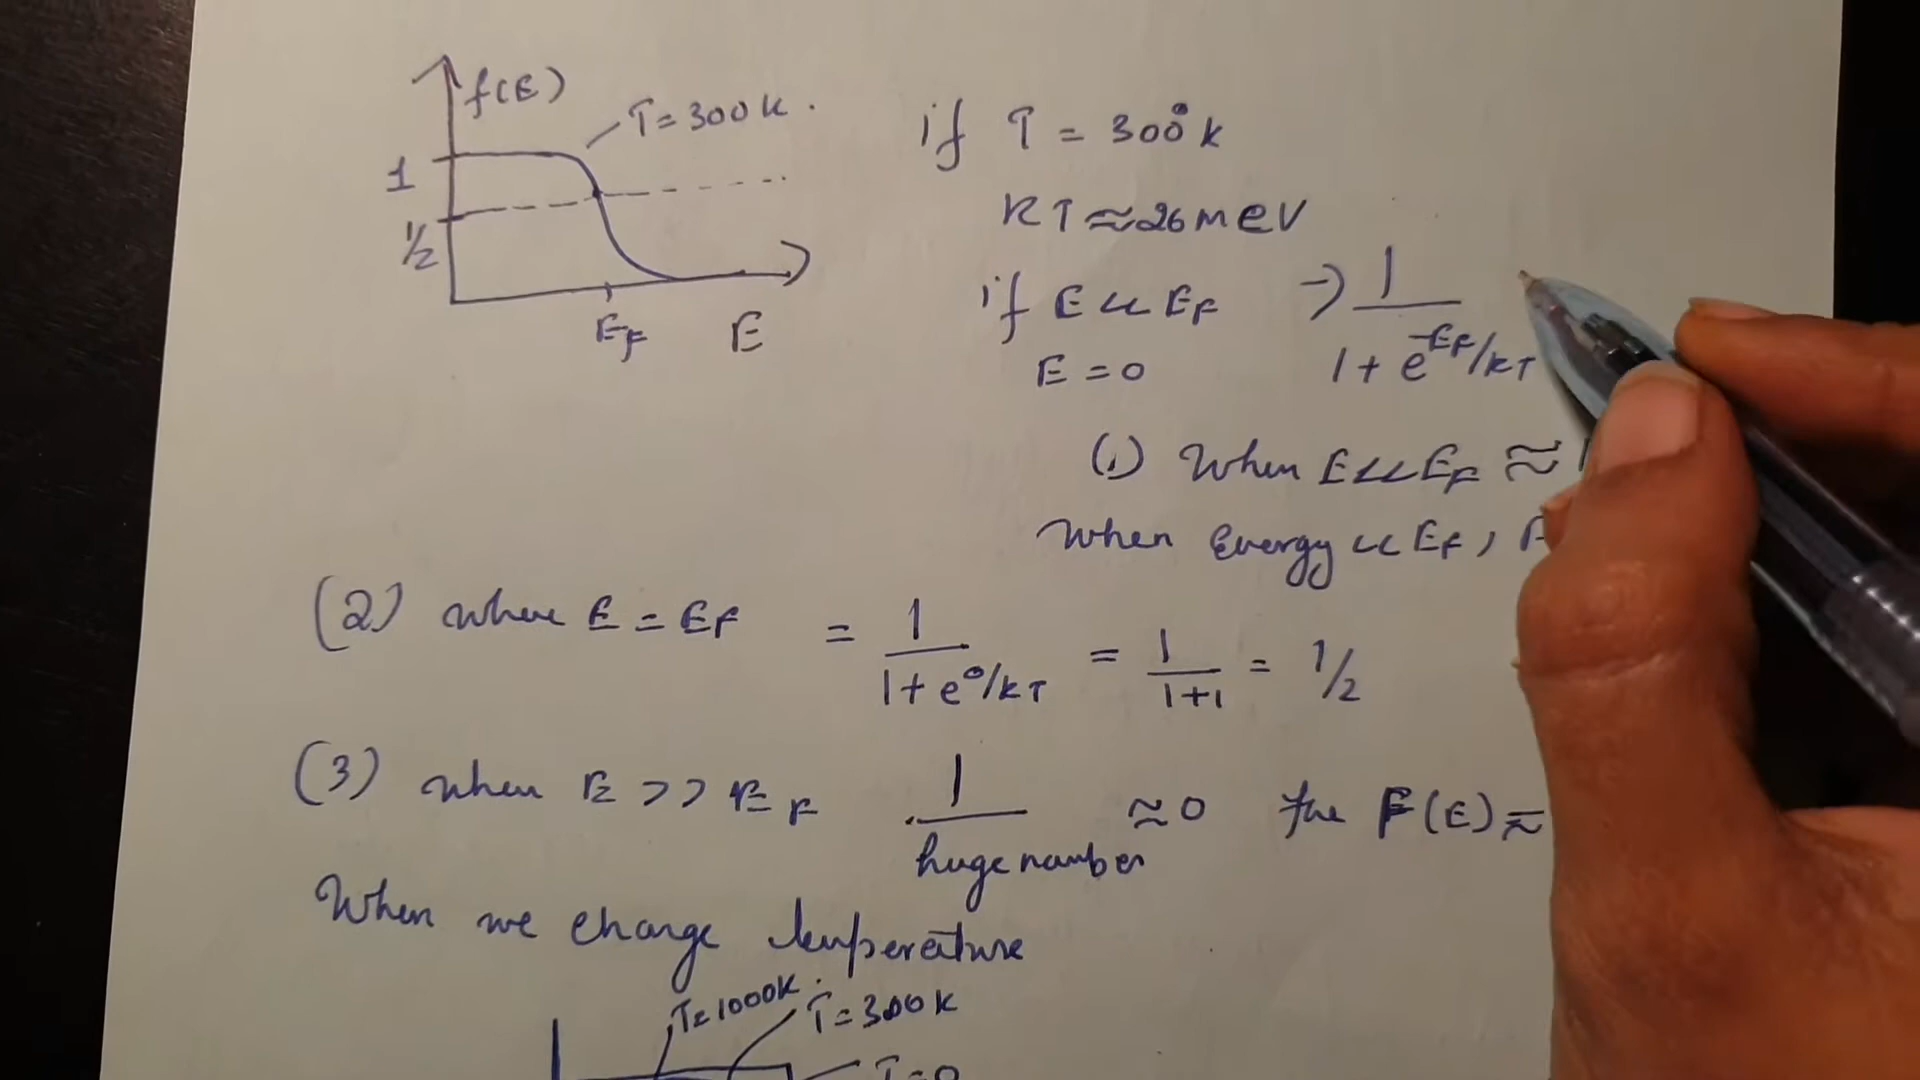 f(E)
T = 300 K.
1
1/2
EF E
if T = 300°K
KT ≈ 26 meV
if E << EF → 1 / 1 + e^-EF/KT
E = 0
(1) When E << EF ≈
When Energy << EF,
(2) when E = EF = 1 / 1 + e^0/KT = 1 / 1+1 = 1/2
(3) when E >> EF 1 / huge number ≈ 0 the F(E) ≈
When we change temperature
T = 1000K. T = 300K
T = 0